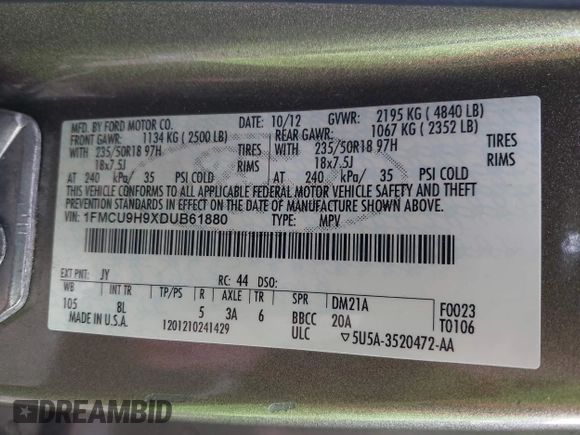 MFD. BY FORD MOTOR CO.
DATE: 10/12 GVWR: 2195 KG ( 4840 LB)
FRONT GAWR: 1134 KG ( 2500 LB) REAR GAWR: 1067 KG ( 2352 LB)
WITH 235/50R18 97H TIRES WITH 235/50R18 97H TIRES
18x7.5J RIMS 18x7.5J RIMS
AT 240 kPa/ 35 PSI COLD AT 240 kPa/ 35 PSI COLD
THIS VEHICLE CONFORMS TO ALL APPLICABLE FEDERAL MOTOR VEHICLE SAFETY AND THEFT
PREVENTION STANDARDS IN EFFECT ON THE DATE OF MANUFACTURE SHOWN ABOVE.
VIN: 1FMCU9H9XDUB61880 TYPE: MPV
EXT PNT: JY RC: 44 DSO:
WB INT TR TP/PS R AXLE TR SPR DM21A F0023
105 8L 5 3A 6 BBCC 20A T0106
MADE IN U.S.A. 1201210241429 ULC ▽5U5A-3520472-AA
DREAMBID